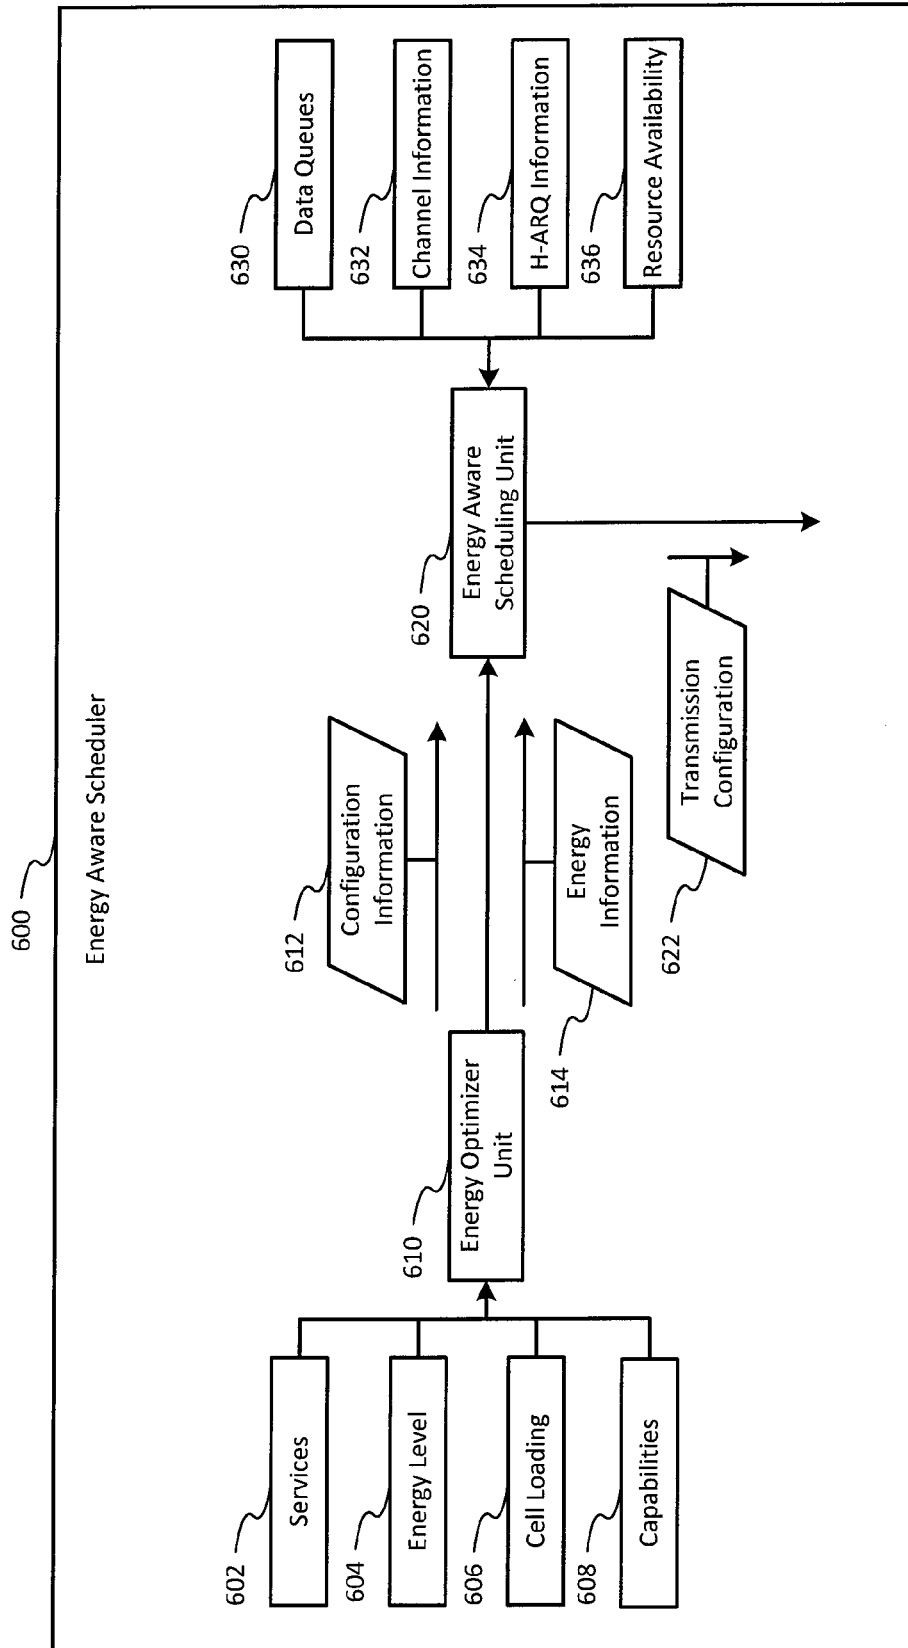 600
Energy Aware Scheduler
602
Services
604
Energy Level
606
Cell Loading
608
Capabilities
610
Energy Optimizer
Unit
612
Configuration
Information
614
Energy
Information
620
Energy Aware
Scheduling Unit
622
Transmission
Configuration
630
Data Queues
632
Channel Information
634
H-ARQ Information
636
Resource Availability